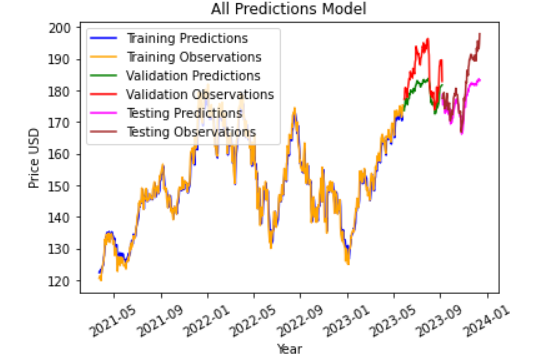 All Predictions Model
Training Predictions
Training Observations
Validation Predictions
Validation Observations
Testing Predictions
Testing Observations
Price USD
200
190
180
170
160
150
140
130
120
2021-05
2021-09
2022-01
2022-05
2022-09
2023-01
2023-05
2023-09
2024-01
Year